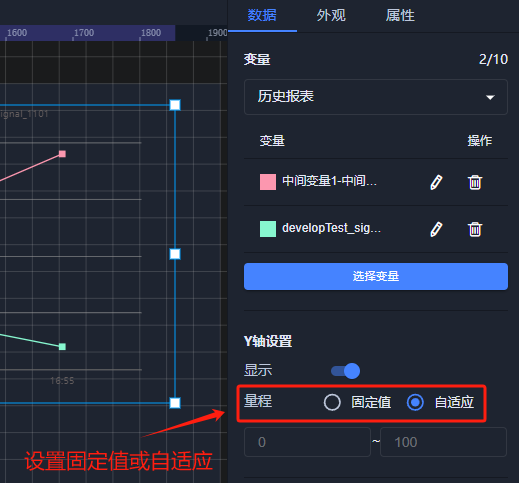 数据 外观 属性
1600 1700 1800 1900
变量 2/10
历史报表
signal_1101
变量 操作
中间变量1-中间...
developTest_sig...
选择变量
Y轴设置
显示
16:55
量程 固定值 自适应
0 ~ 100
设置固定值或自适应